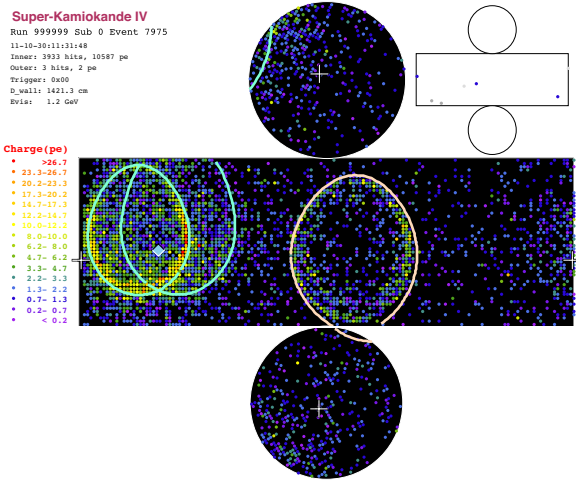 Super-Kamiokande IV
Run 999999 Sub 0 Event 7975
11-10-30:11:31:48
Inner: 3933 hits, 10587 pe
Outer: 3 hits, 2 pe
Trigger: 0x00
D_wall: 1421.3 cm
Evis: 1.2 GeV
Charge(pe)
>26.7
23.3-26.7
20.2-23.3
17.3-20.2
14.7-17.3
12.2-14.7
10.0-12.2
8.0-10.0
6.2- 8.0
4.7- 6.2
3.3- 4.7
2.2- 3.3
1.3- 2.2
0.7- 1.3
0.2- 0.7
< 0.2